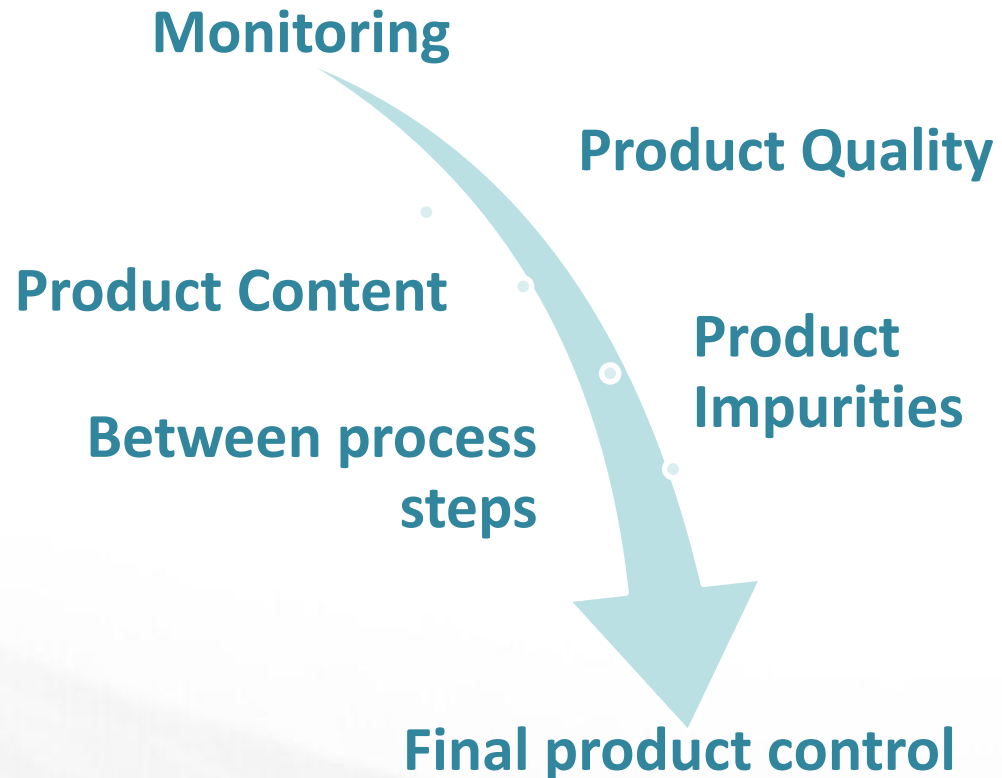 Monitoring
Product Quality
Product Content
Product
Impurities
Between process
steps
Final product control